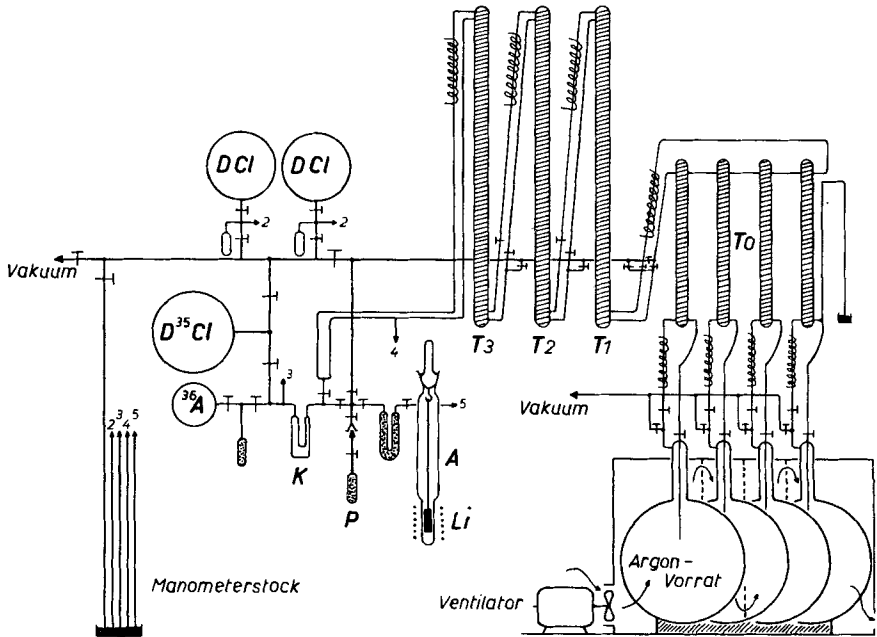 DCl
DCl
2
2
Vakuum
T0
D³⁵Cl
4
T3
T2
T1
³⁶A
3
5
Vakuum
2
3
4
5
K
A
P
Li
Argon-
Vorrat
Manometerstock
Ventilator